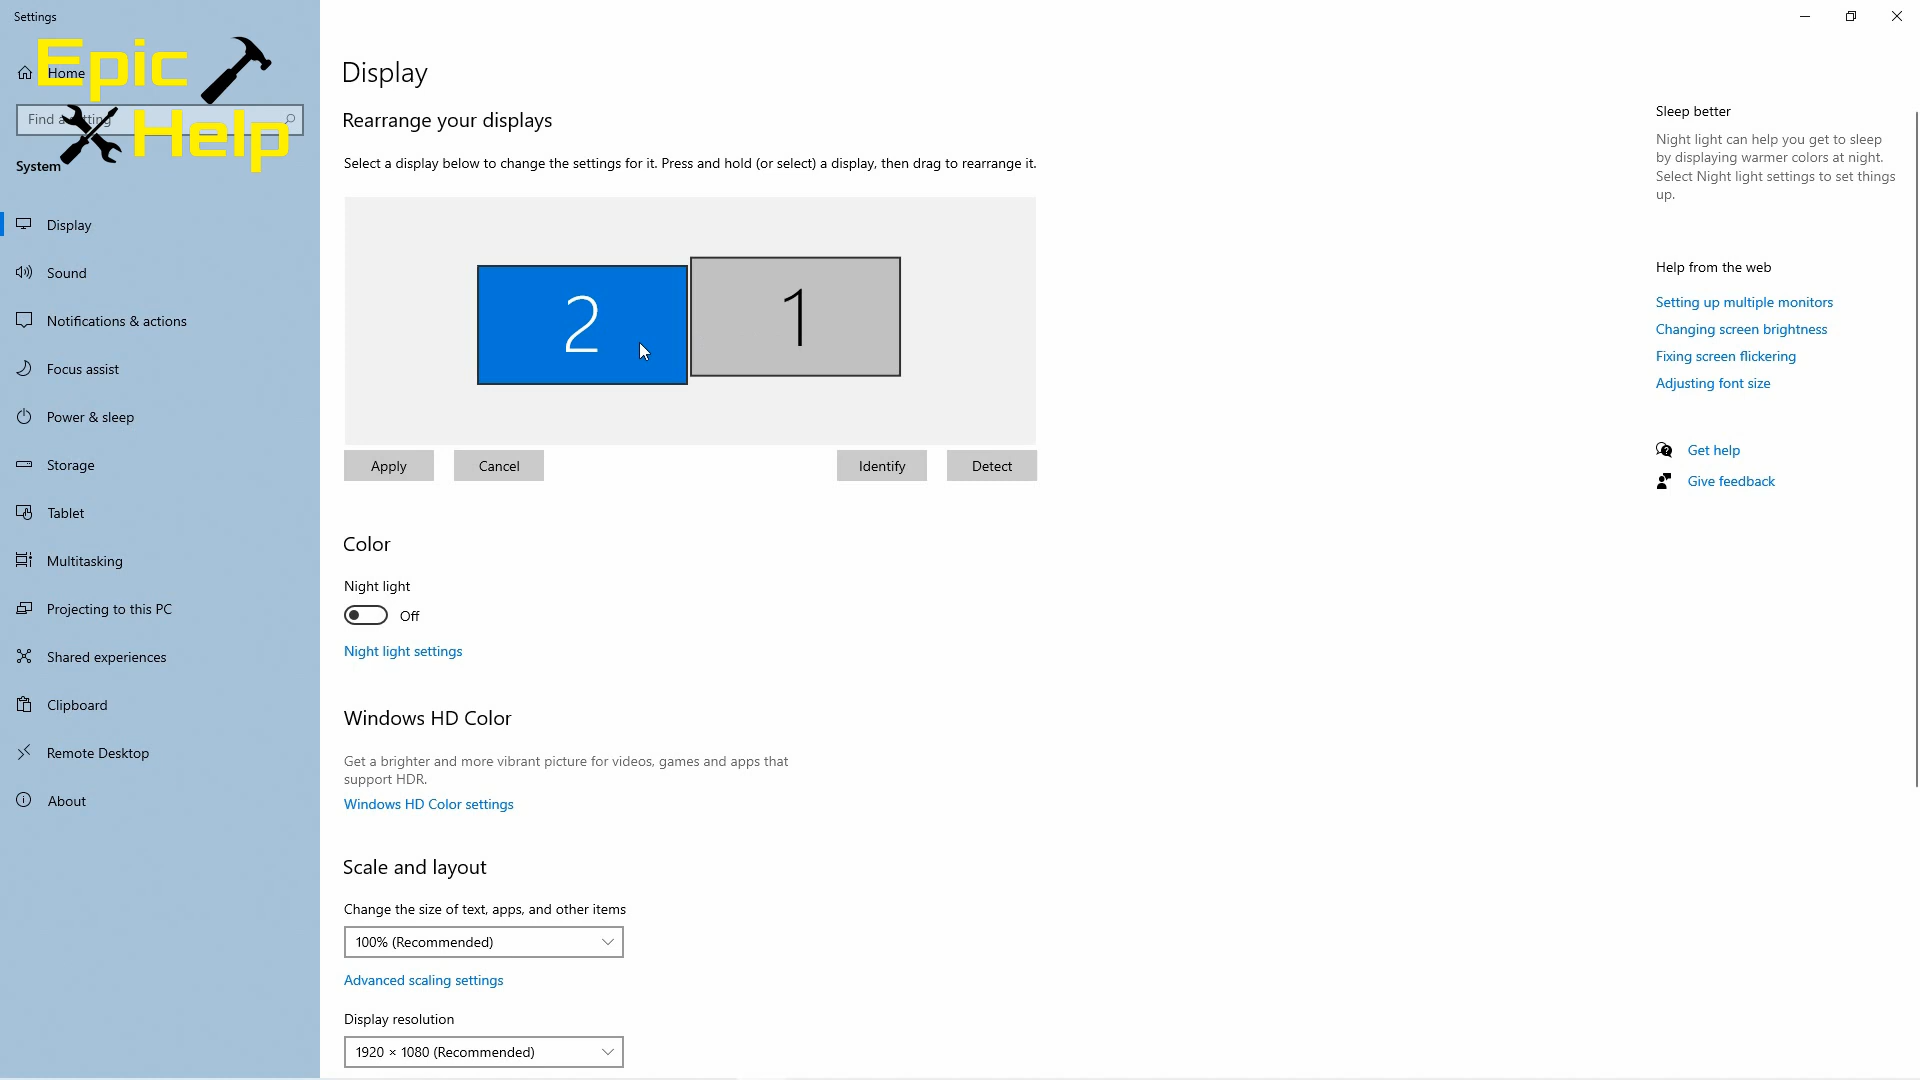 Settings
Epic
Help
Home
Find a setting
System
Display
Sound
Notifications & actions
Focus assist
Power & sleep
Storage
Tablet
Multitasking
Projecting to this PC
Shared experiences
Clipboard
Remote Desktop
About
Display
Rearrange your displays
Select a display below to change the settings for it. Press and hold (or select) a display, then drag to rearrange it.
2
1
Apply
Cancel
Identify
Detect
Color
Night light
Off
Night light settings
Windows HD Color
Get a brighter and more vibrant picture for videos, games and apps that
support HDR.
Windows HD Color settings
Scale and layout
Change the size of text, apps, and other items
100% (Recommended)
Advanced scaling settings
Display resolution
1920 × 1080 (Recommended)
Sleep better
Night light can help you get to sleep
by displaying warmer colors at night.
Select Night light settings to set things
up.
Help from the web
Setting up multiple monitors
Changing screen brightness
Fixing screen flickering
Adjusting font size
Get help
Give feedback